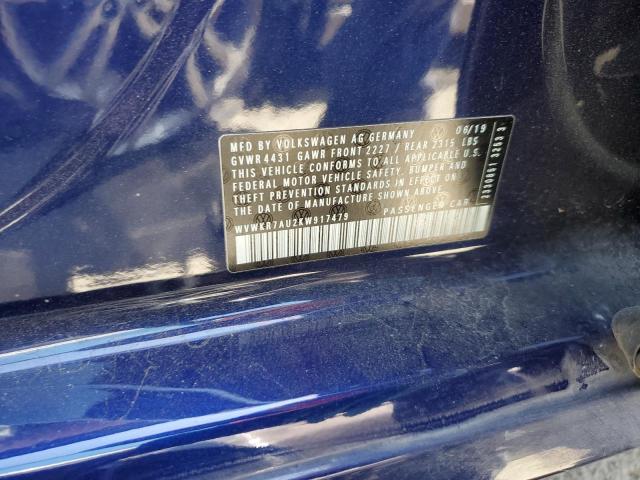 MFD BY VOLKSWAGEN AG/GERMANY 06/19
GVWR4431 GAWR FRONT 2227 / REAR 2315 LBS
THIS VEHICLE CONFORMS TO ALL APPLICABLE U.S.
FEDERAL MOTOR VEHICLE SAFETY, BUMPER AND
THEFT PREVENTION STANDARDS IN EFFECT ON THE
DATE OF MANUFACTURE SHOWN ABOVE.
WVWKR7AU2KW917479 PASSENGER CAR